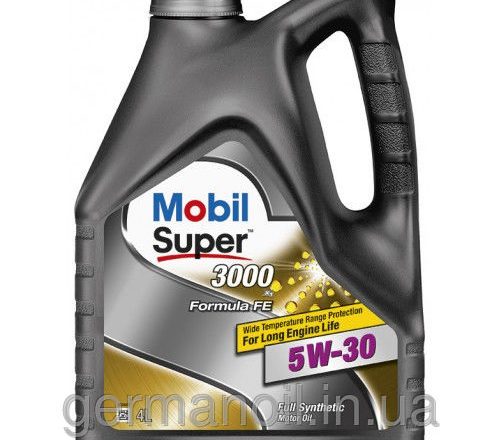 Mobil
Super™
3000
X1
Formula FE
Wide Temperature Range Protection
For Long Engine Life
5W-30
4L
Full Synthetic
Motor Oil
germanoil.in.ua